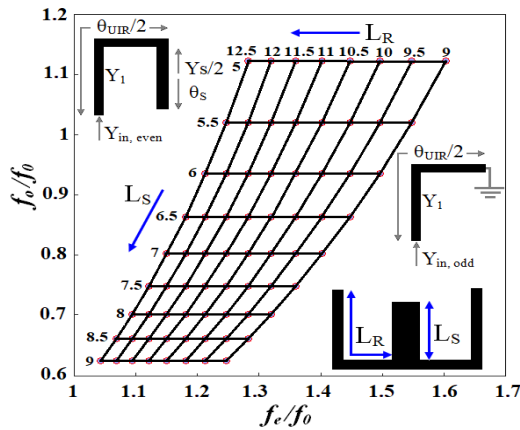 θUIR/2
Y1
YS/2
θS
Yin, even
LR
12.5 12 11.5 11 10.5 10 9.5 9
5
5.5
6
6.5
7
7.5
8
8.5
9
LS
θUIR/2
Y1
Yin, odd
LR
LS
1.2
1.1
1
0.9
0.8
0.7
0.6
fo/f0
1 1.1 1.2 1.3 1.4 1.5 1.6 1.7
fe/f0